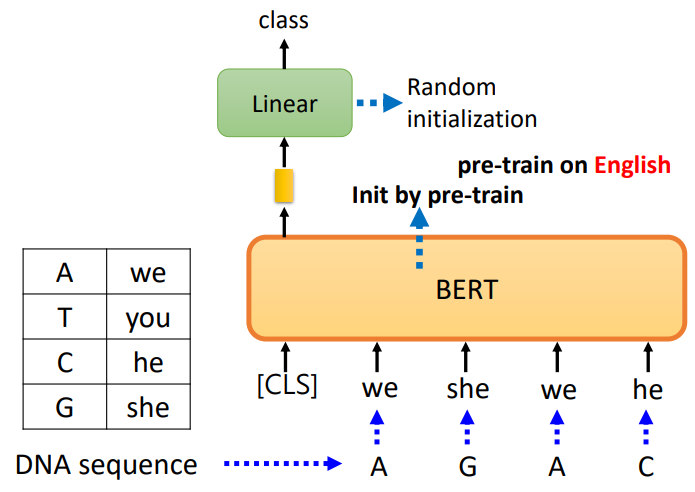 class
Linear
Random
initialization
pre-train on English
Init by pre-train
BERT
A we
T you
C he
G she
[CLS] we she we he
DNA sequence A G A C